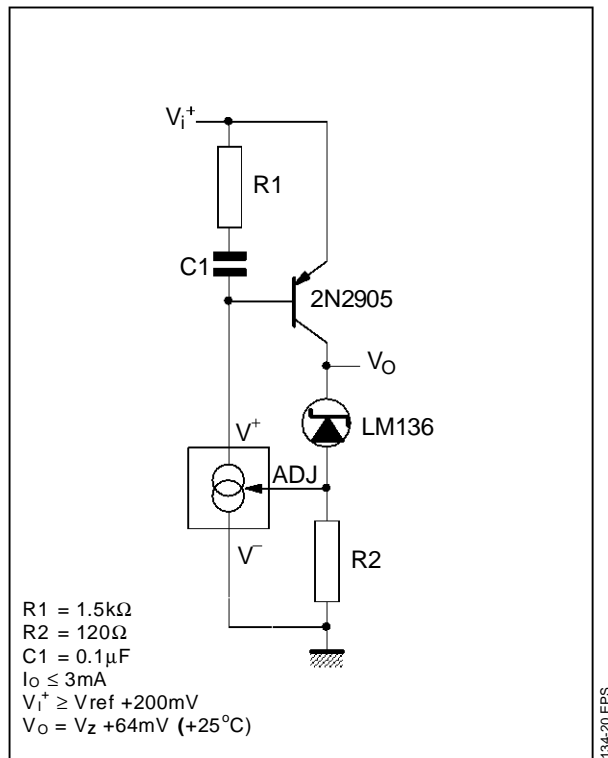 Vi+
R1
C1
2N2905
VO
V+
LM136
ADJ
V−
R2
R1 = 1.5kΩ
R2 = 120Ω
C1 = 0.1μF
IO ≤ 3mA
VI+ ≥ Vref +200mV
VO = VZ +64mV (+25°C)
134-20.EPS